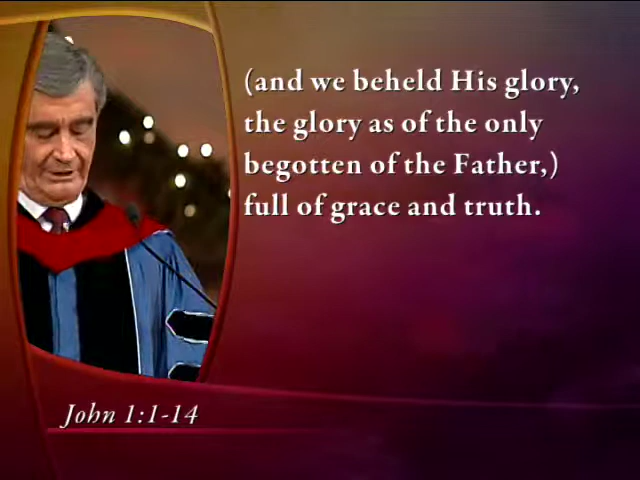 (and we beheld His glory,
the glory as of the only
begotten of the Father,)
full of grace and truth.
John 1:1-14